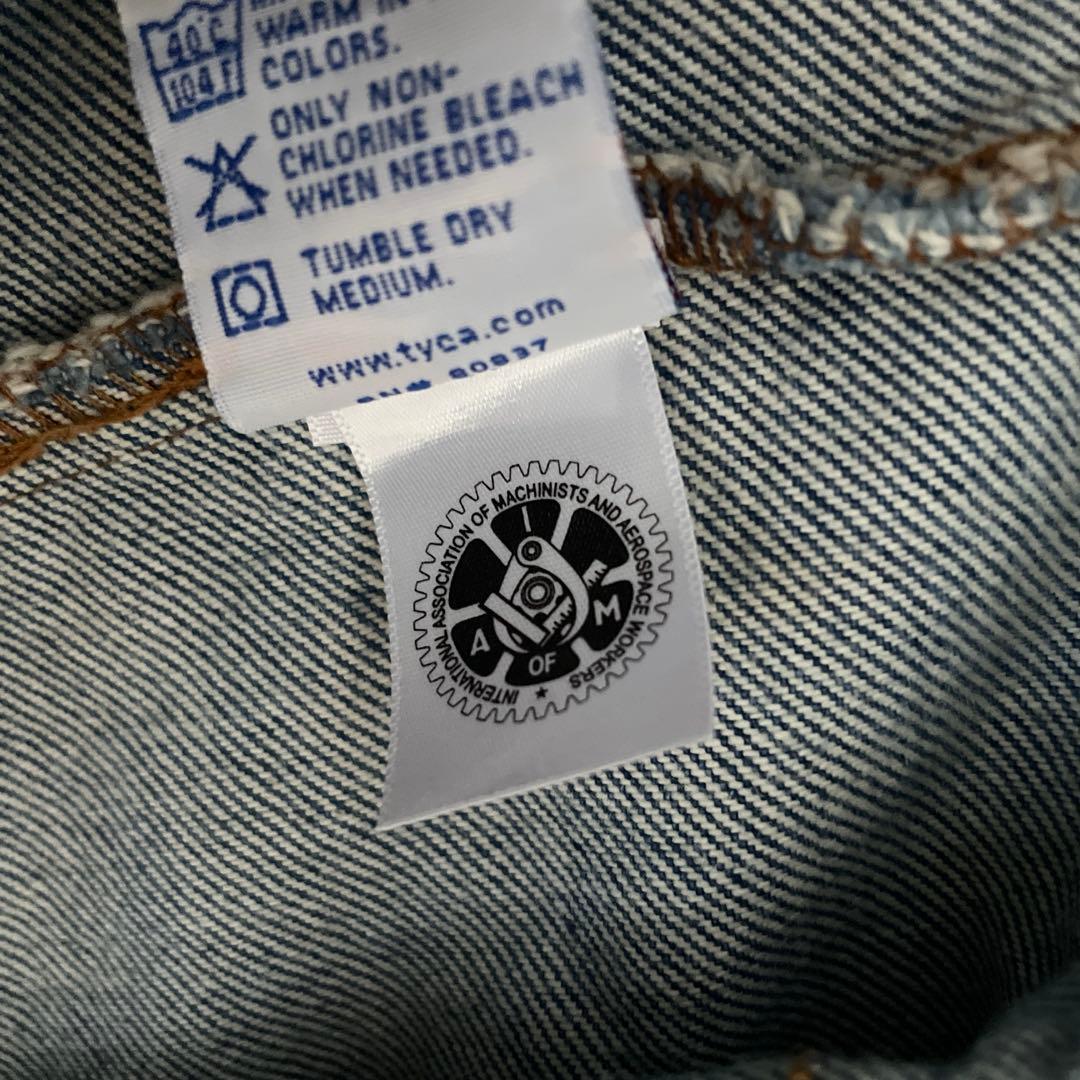 40 C
104 F
WARM IN
COLORS.
ONLY NON-
CHLORINE BLEACH
WHEN NEEDED.
TUMBLE DRY
MEDIUM.
www.tyca.com
INTERNATIONAL ASSOCIATION OF MACHINISTS AND AEROSPACE WORKERS
I
A OF M